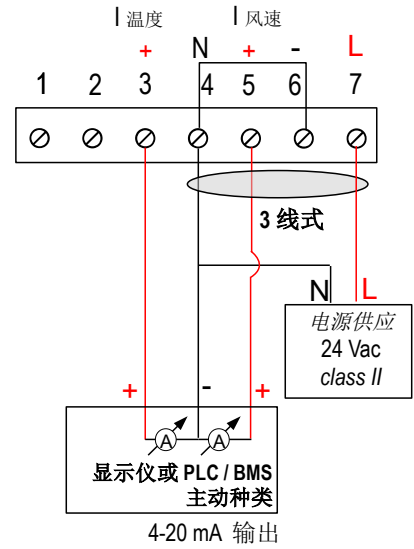 I 温度 I 风速
+ N + - L
1 2 3 4 5 6 7
3 线式
N L
电源供应
24 Vac
class II
+ - +
A A
显示仪或 PLC / BMS
主动种类
4-20 mA 输出